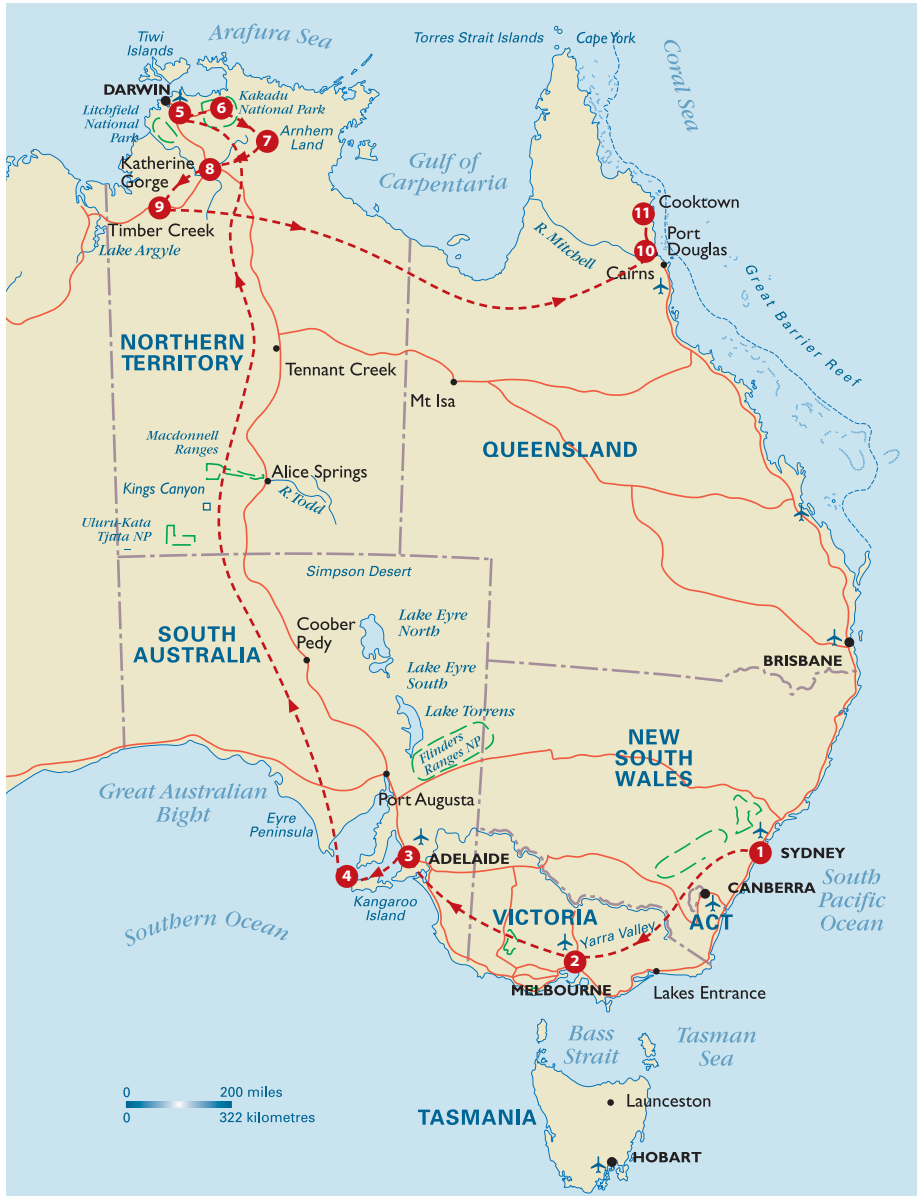 Arafura Sea
Tiwi
Islands
Torres Strait Islands
Cape York
Coral Sea
DARWIN
5
6
Kakadu
National Park
Litchfield
National
Park
7
Arnhem
Land
Katherine
Gorge
8
Gulf of
Carpentaria
9
Timber Creek
Lake Argyle
11
Cooktown
10
Port
Douglas
R. Mitchell
Cairns
Great Barrier Reef
NORTHERN
TERRITORY
Tennant Creek
Mt Isa
QUEENSLAND
Macdonnell
Ranges
Alice Springs
Kings Canyon
R. Todd
Uluru-Kata
Tjuta NP
Simpson Desert
SOUTH
AUSTRALIA
Coober
Pedy
Lake Eyre
North
Lake Eyre
South
Lake Torrens
Flinders
Ranges NP
BRISBANE
NEW
SOUTH
WALES
Great Australian
Bight
Eyre
Peninsula
Port Augusta
3
ADELAIDE
4
Kangaroo
Island
1
SYDNEY
CANBERRA
ACT
South
Pacific
Ocean
Southern Ocean
VICTORIA
Yarra Valley
2
MELBOURNE
Lakes Entrance
Bass
Strait
Tasman
Sea
0
200 miles
0
322 kilometres
TASMANIA
Launceston
HOBART